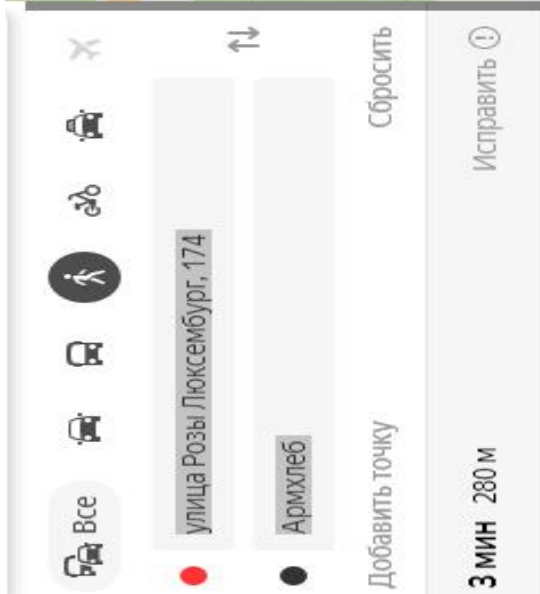 Все
улица Розы Люксембург, 174
Армхлеб
Добавить точку Сбросить
3 мин 280 м Исправить